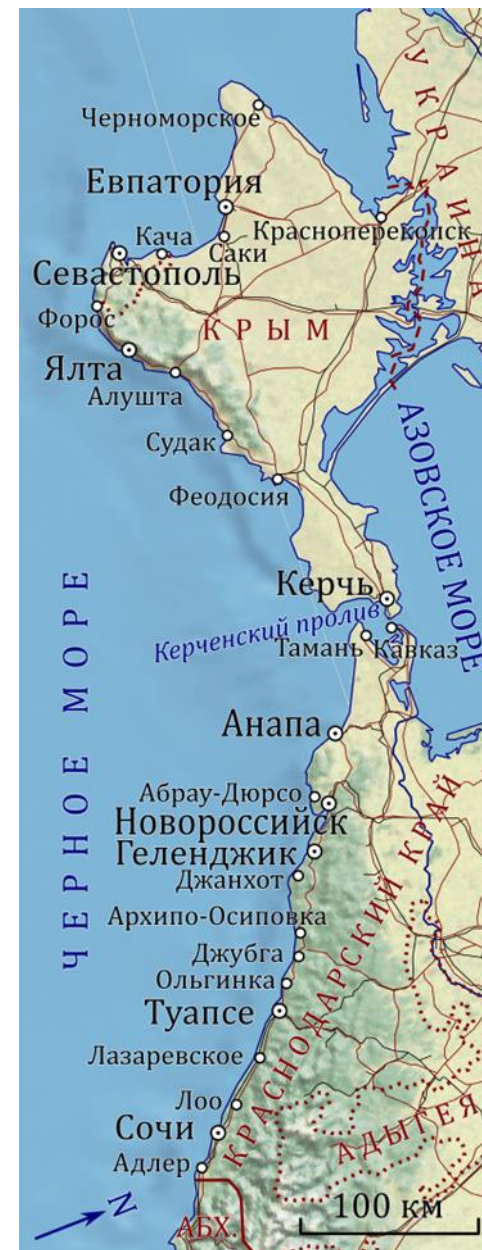 УКРАИНА
Черноморское
Евпатория
Красноперекопск
Кача
Саки
Севастополь
Форос
КРЫМ
Ялта
Алушта
АЗОВСКОЕ МОРЕ
Судак
Феодосия
ЧЕРНОЕ МОРЕ
Керчь
Керченский пролив
Тамань
Кавказ
Анапа
Абрау-Дюрсо
Новороссийск
Геленджик
Джанхот
КРАСНОДАРСКИЙ КРАЙ
Архипо-Осиповка
Джубга
Ольгинка
Туапсе
Лазаревское
Лоо
АДЫГЕЯ
Сочи
Адлер
N
АБХ.
100 км